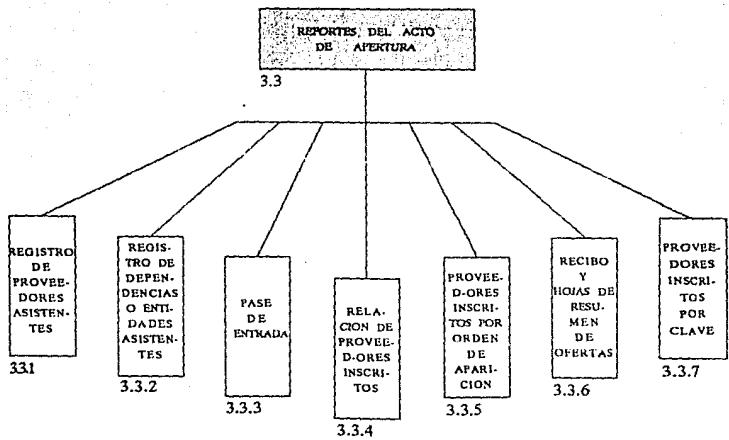 REPORTES, DEL ACTO
DE APERTURA
3.3
REGISTRO
DE
PROVEE-
DORES
ASISTEN-
TES
3.3.1
REGIS-
TRO DE
DEPEN-
DENCIAS
O ENTI-
DADES
ASISTEN-
TES
3.3.2
PASE
DE
ENTRADA
3.3.3
RELA-
CION DE
PROVEE-
D-ORES
INSCRI-
TOS
3.3.4
PROVEE-
D-ORES
INSCRI-
TOS POR
ORDEN
DE
APARI-
CION
3.3.5
RECIBO
Y
HOJAS DE
RESU-
MEN
DE
OFERTAS
3.3.6
PROVEE-
DORES
INSCRI-
TOS
POR
CLAVE
3.3.7